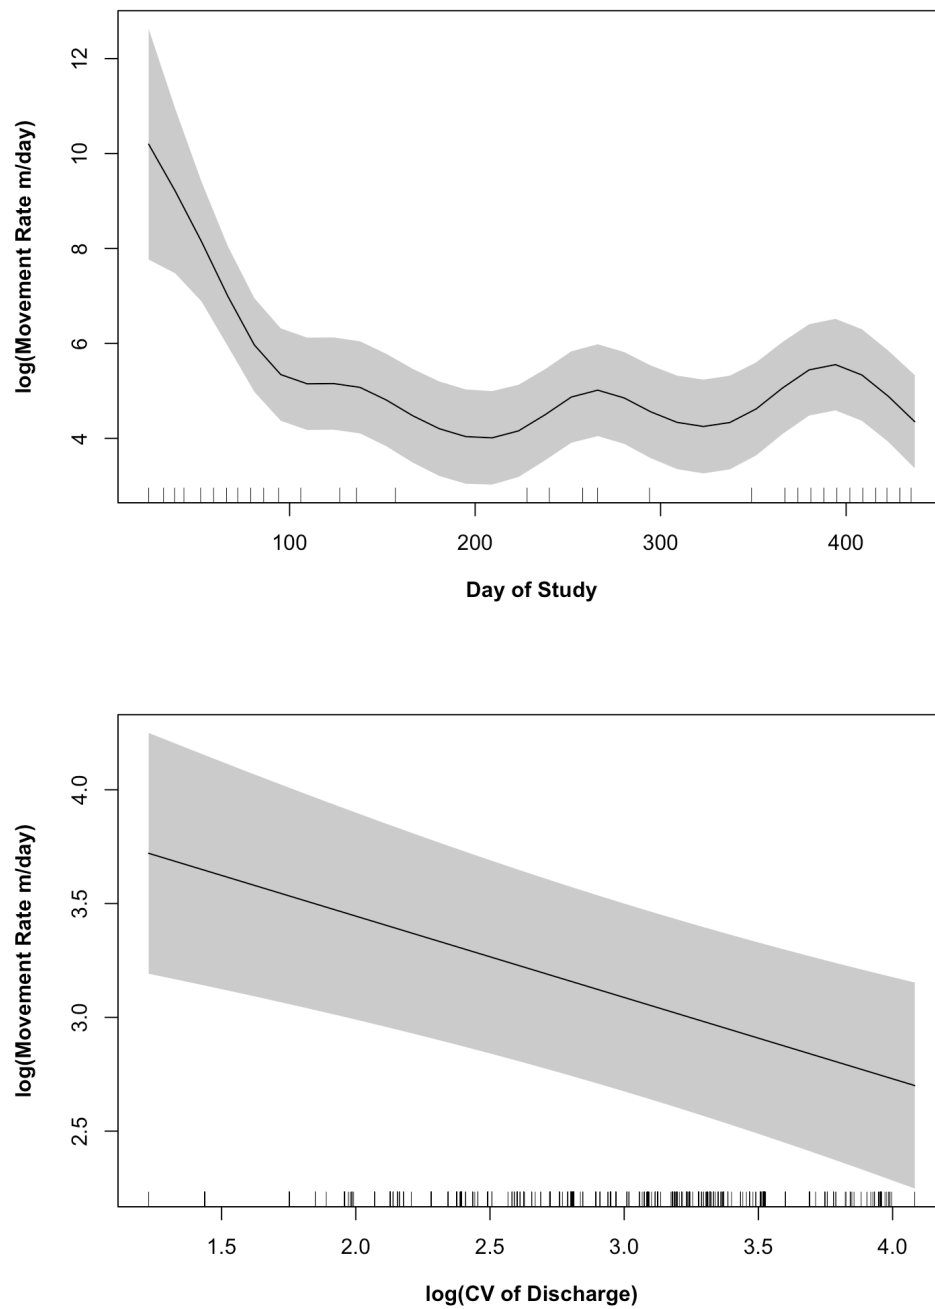 12
10
8
6
4
log(Movement Rate m/day)
100 200 300 400
Day of Study
4.0
3.5
3.0
2.5
log(Movement Rate m/day)
1.5 2.0 2.5 3.0 3.5 4.0
log(CV of Discharge)